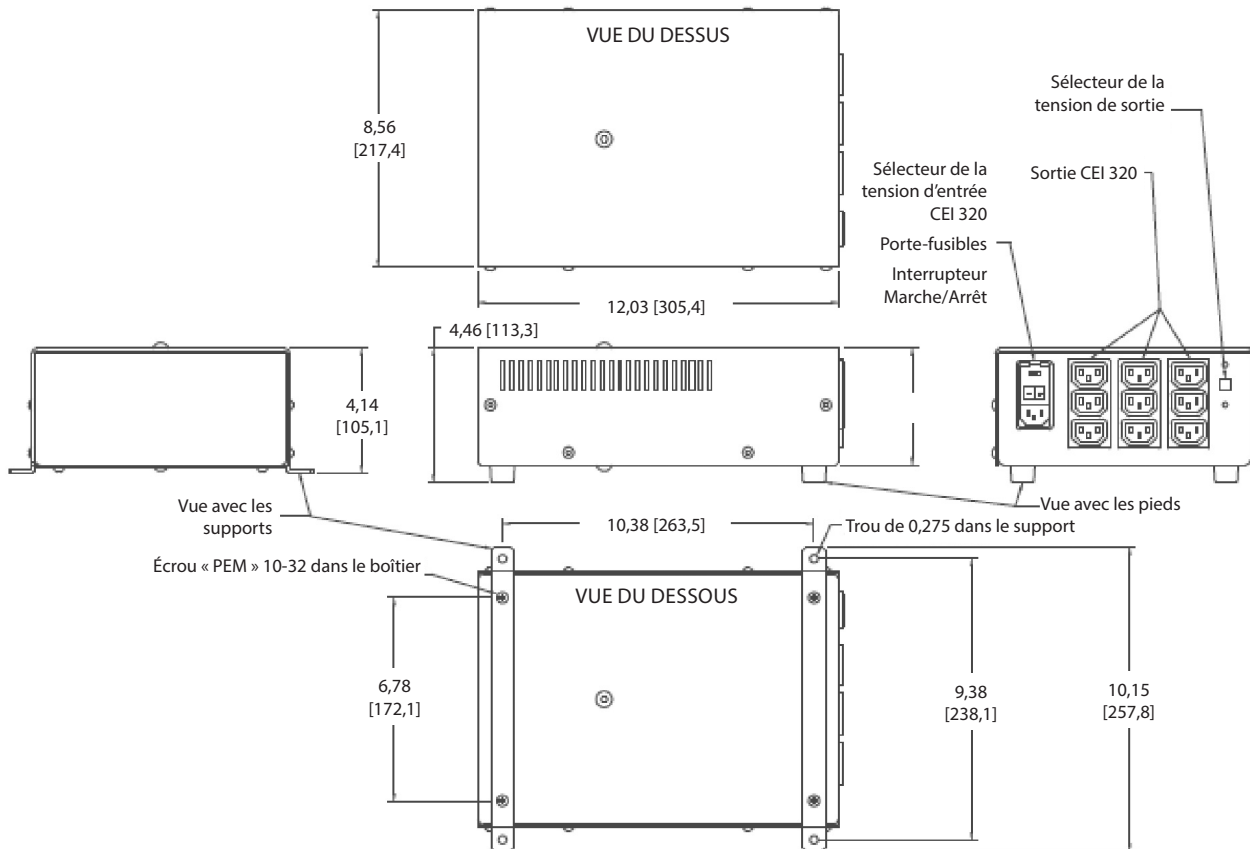 VUE DU DESSUS
8,56
[217,4]
12,03 [305,4]
Sélecteur de la
tension de sortie
Sélecteur de la
tension d’entrée
CEI 320
Sortie CEI 320
Porte-fusibles
Interrupteur
Marche/Arrêt
4,46 [113,3]
4,14
[105,1]
Vue avec les
supports
Vue avec les pieds
10,38 [263,5]
Trou de 0,275 dans le support
Écrou « PEM » 10-32 dans le boîtier
VUE DU DESSOUS
6,78
[172,1]
9,38
[238,1]
10,15
[257,8]